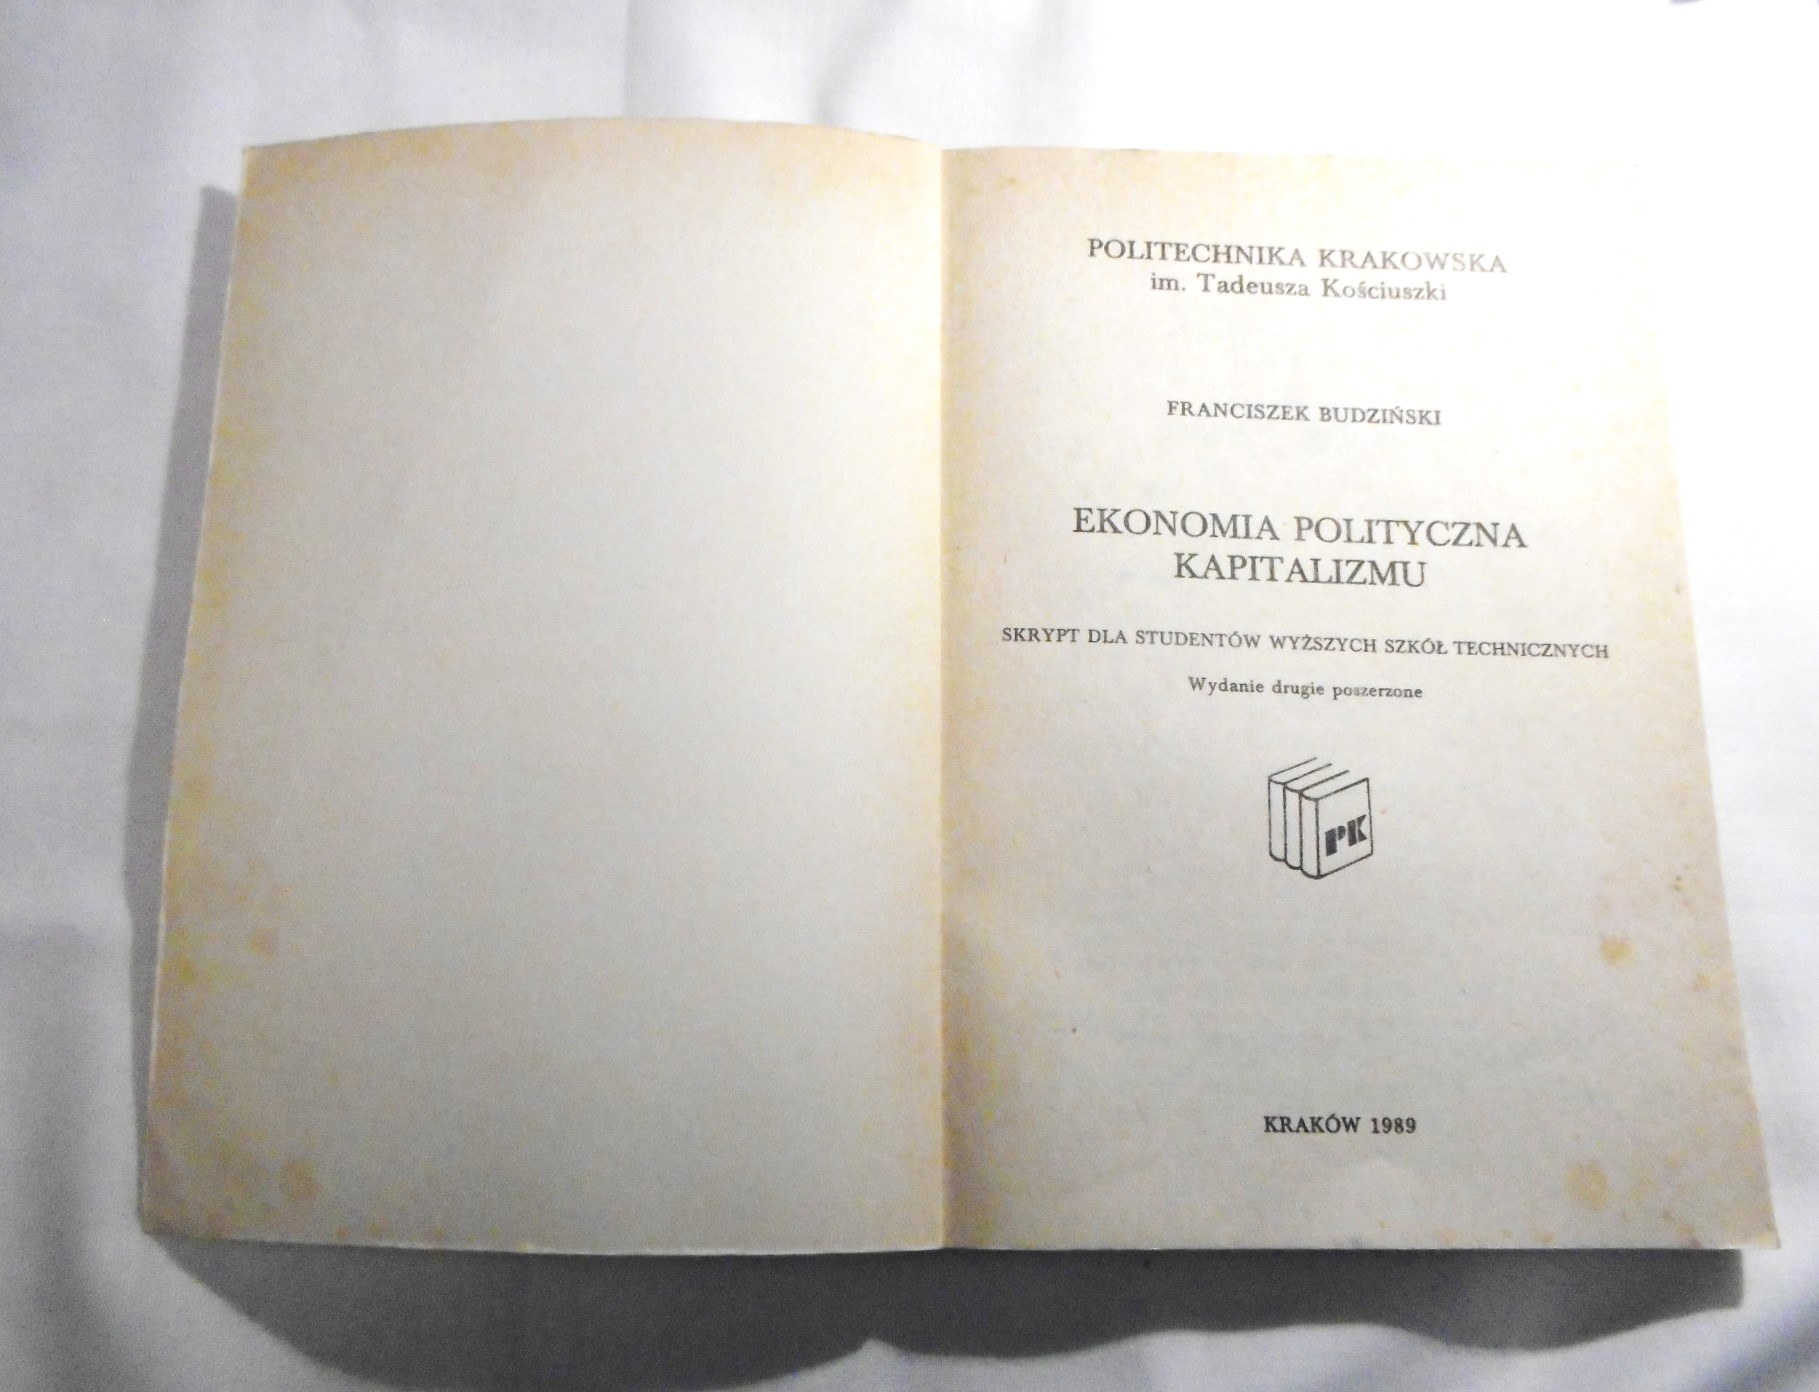 POLITECHNIKA KRAKOWSKA
im. Tadeusza Kościuszki
FRANCISZEK BUDZIŃSKI
EKONOMIA POLITYCZNA
KAPITALIZMU
SKRYPT DLA STUDENTÓW WYŻSZYCH SZKÓŁ TECHNICZNYCH
Wydanie drugie poszerzone
PK
KRAKÓW 1989